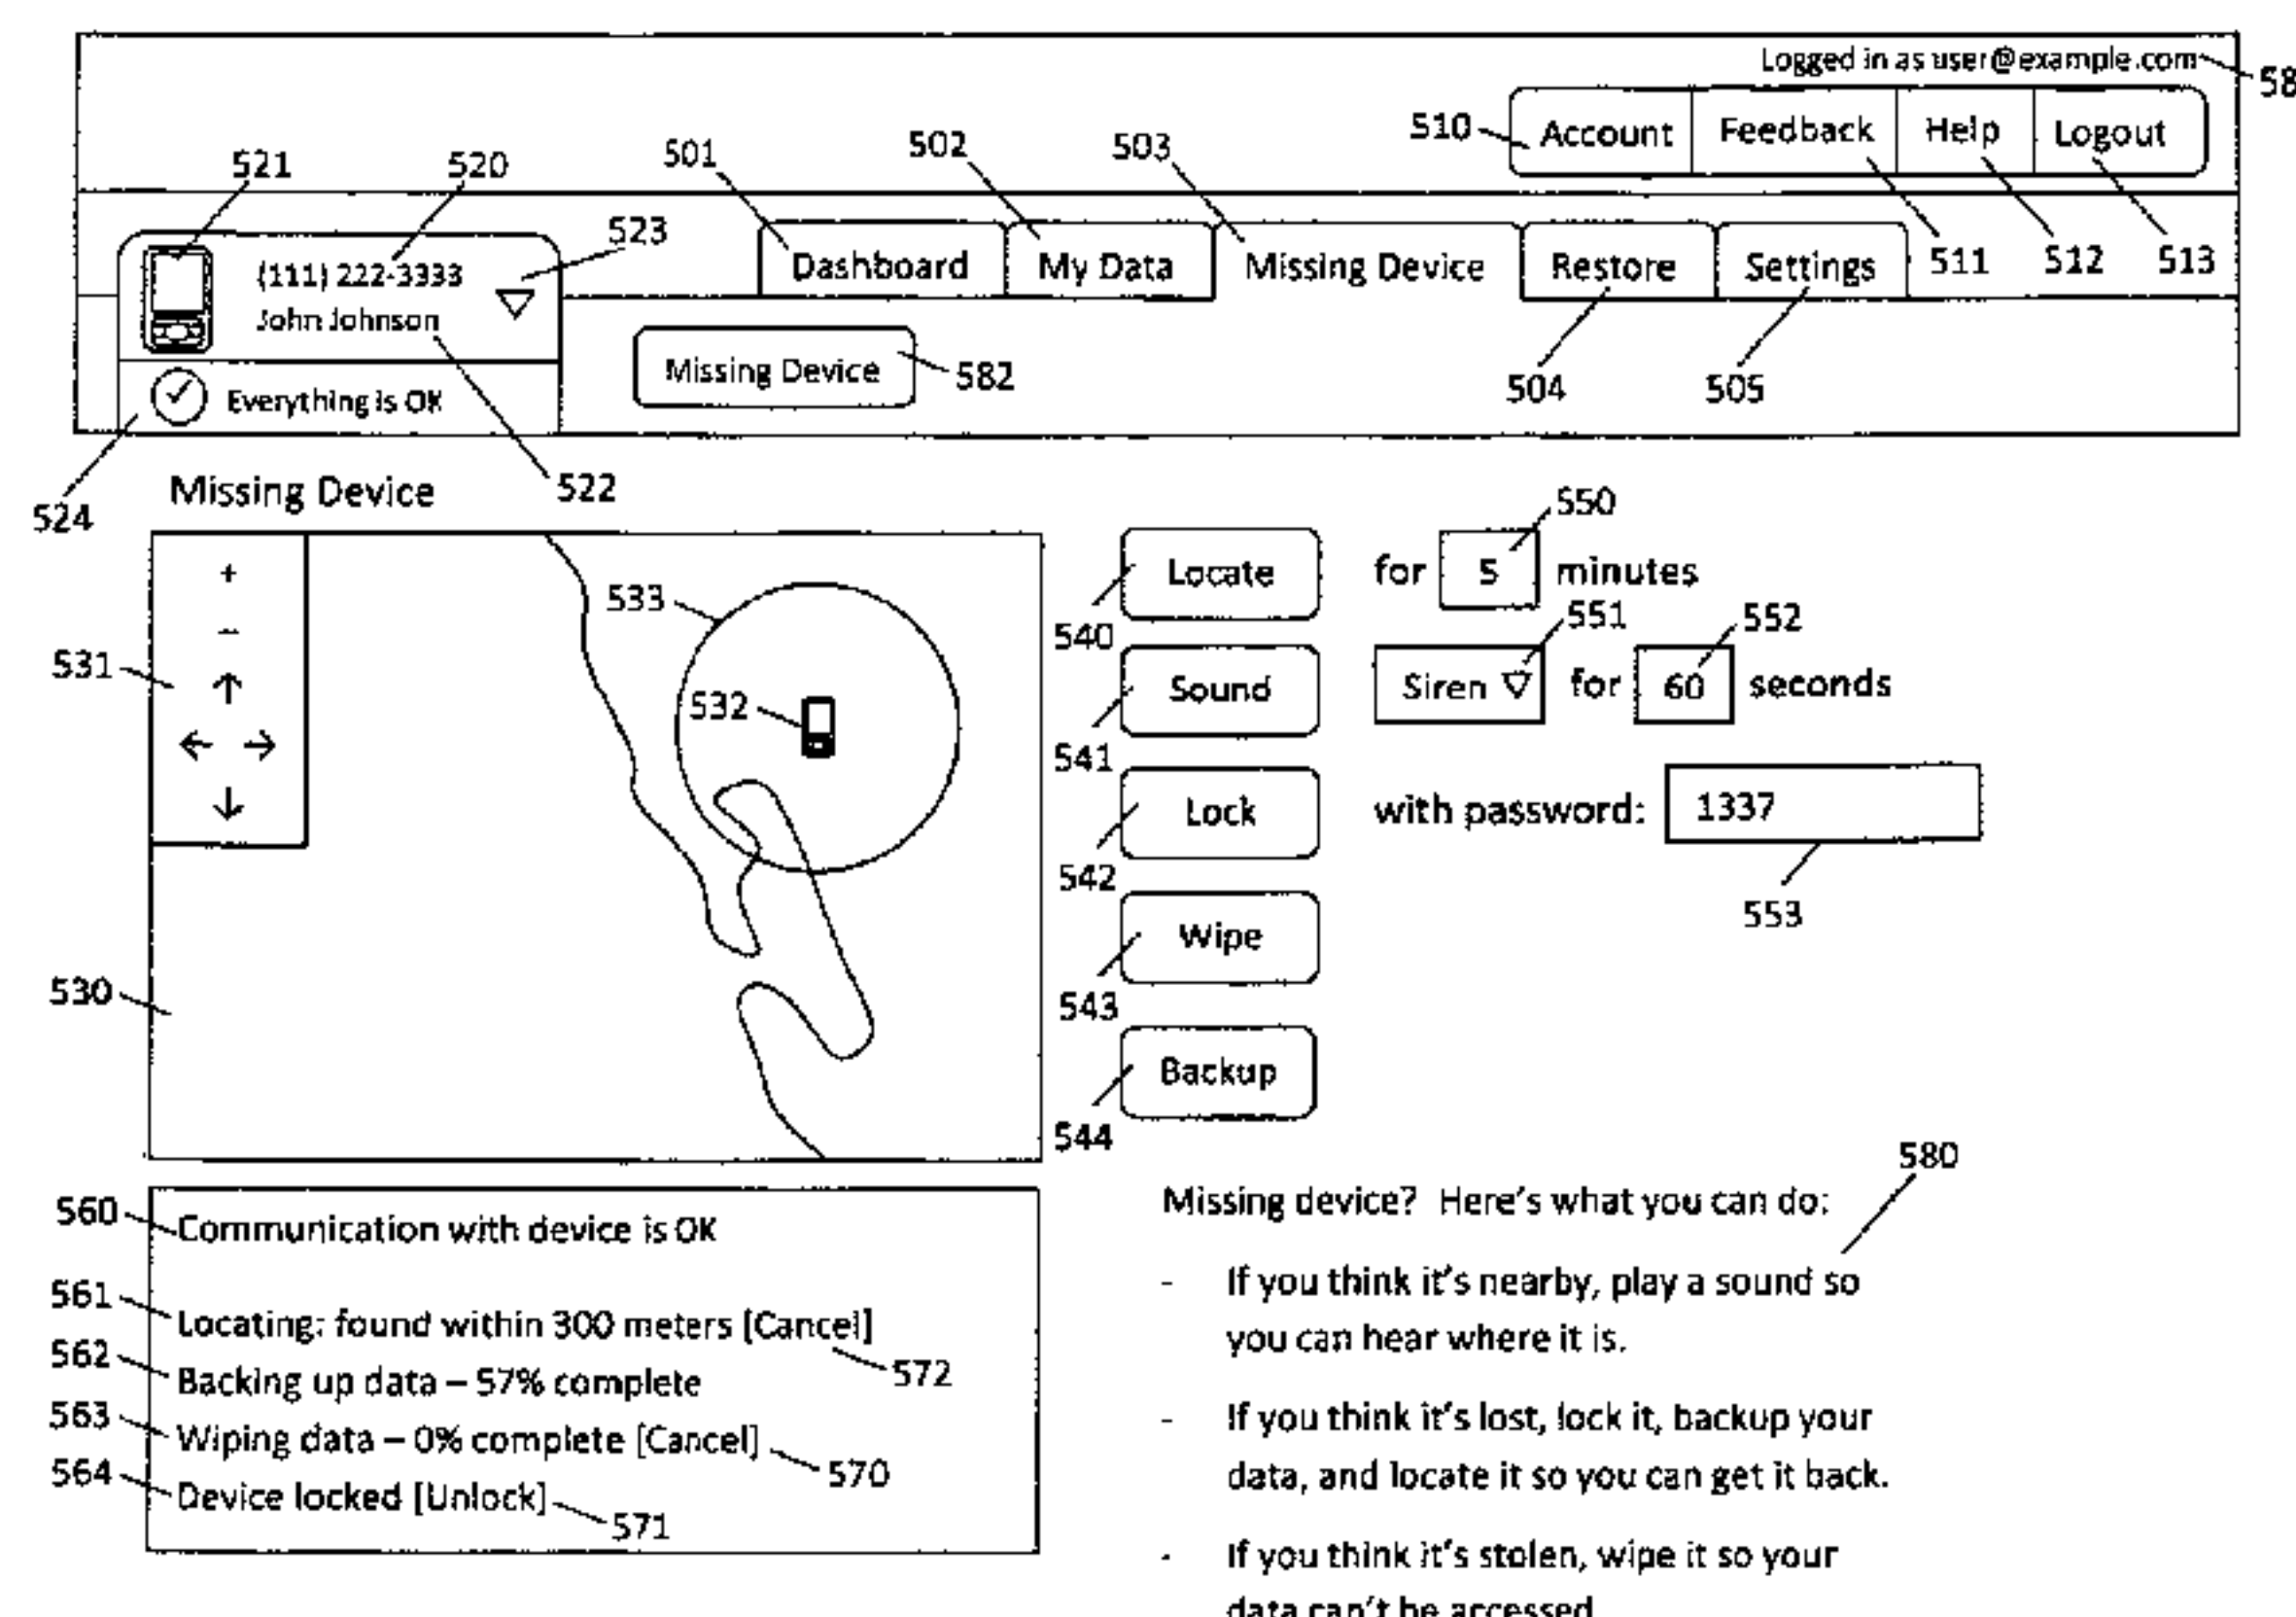 Logged in as user@example.com
58
510 Account Feedback Help Logout
521 520 501 502 503
523
(111) 222-3333
John Johnson
Dashboard My Data Missing Device Restore Settings 511 512 513
Missing Device 582 504 505
Everything is OK
524 Missing Device 522
550
+
−
531
533
532
530
Locate for 5 minutes
540 551 552
Sound Siren for 60 seconds
541
Lock with password: 1337
542 553
Wipe
543
Backup
544
560 Communication with device is OK
561 Locating: found within 300 meters [Cancel]
562 Backing up data – 57% complete 572
563 Wiping data – 0% complete [Cancel] 570
564 Device locked [Unlock] 571
580
Missing device? Here's what you can do:
- If you think it's nearby, play a sound so
you can hear where it is.
- If you think it's lost, lock it, backup your
data, and locate it so you can get it back.
- If you think it's stolen, wipe it so your
data can't be accessed